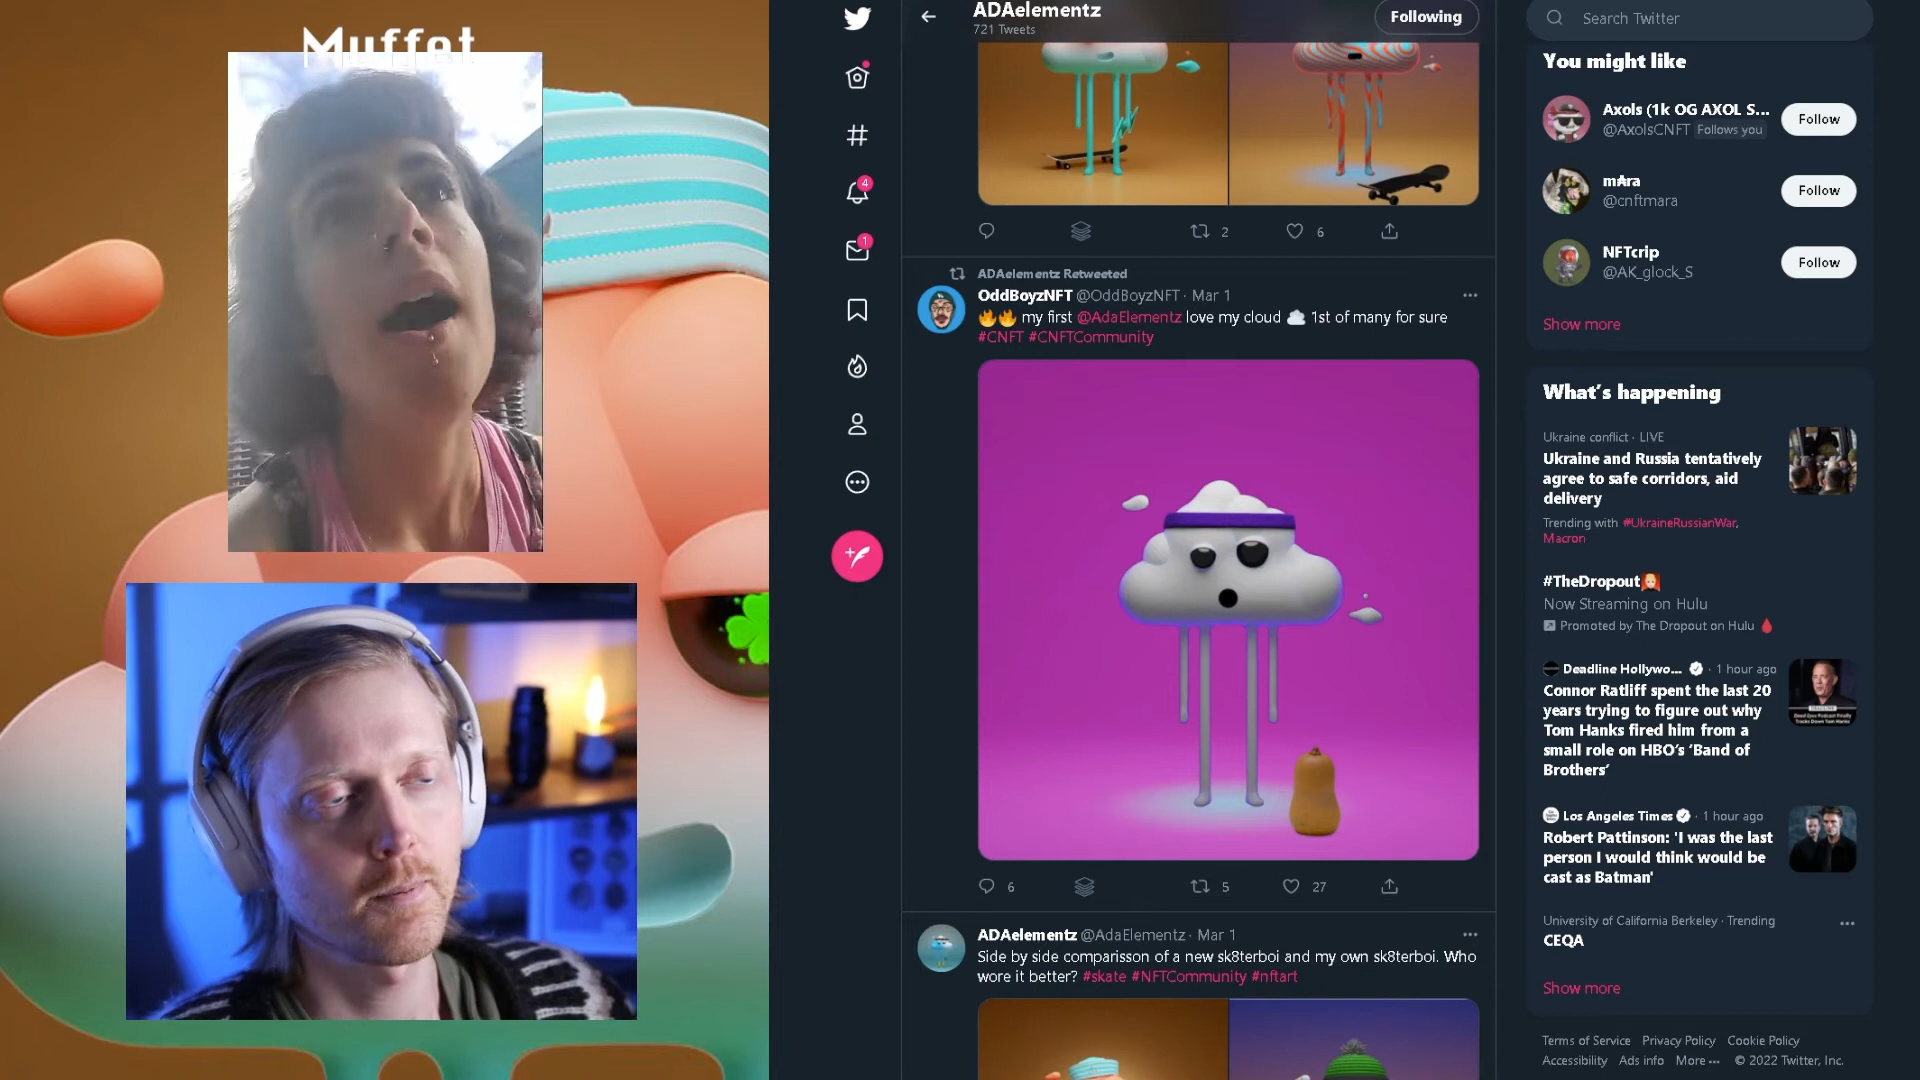 Muffet
ADAelementz
721 Tweets
Following
2
6
ADAelementz Retweeted
OddBoyzNFT @OddBoyzNFT · Mar 1
🔥🔥 my first @AdaElementz love my cloud ☁️ 1st of many for sure
#CNFT #CNFTCommunity
6
5
27
ADAelementz @AdaElementz · Mar 1
Side by side comparisson of a new sk8terboi and my own sk8terboi. Who
wore it better? #skate #NFTCommunity #nftart
4
1
Search Twitter
You might like
Axols (1k OG AXOL S...
@AxolsCNFT Follows you
Follow
mAra
@cnftmara
Follow
NFTcrip
@AK_glock_S
Follow
Show more
What's happening
Ukraine conflict · LIVE
Ukraine and Russia tentatively
agree to safe corridors, aid
delivery
Trending with #UkraineRussianWar,
Macron
#TheDropout
Now Streaming on Hulu
Promoted by The Dropout on Hulu
Deadline Hollywo... · 1 hour ago
Connor Ratliff spent the last 20
years trying to figure out why
Tom Hanks fired him from a
small role on HBO's 'Band of
Brothers'
Los Angeles Times · 1 hour ago
Robert Pattinson: 'I was the last
person I would think would be
cast as Batman'
University of California Berkeley · Trending
CEQA
Show more
Terms of Service Privacy Policy Cookie Policy
Accessibility Ads info More ··· © 2022 Twitter, Inc.